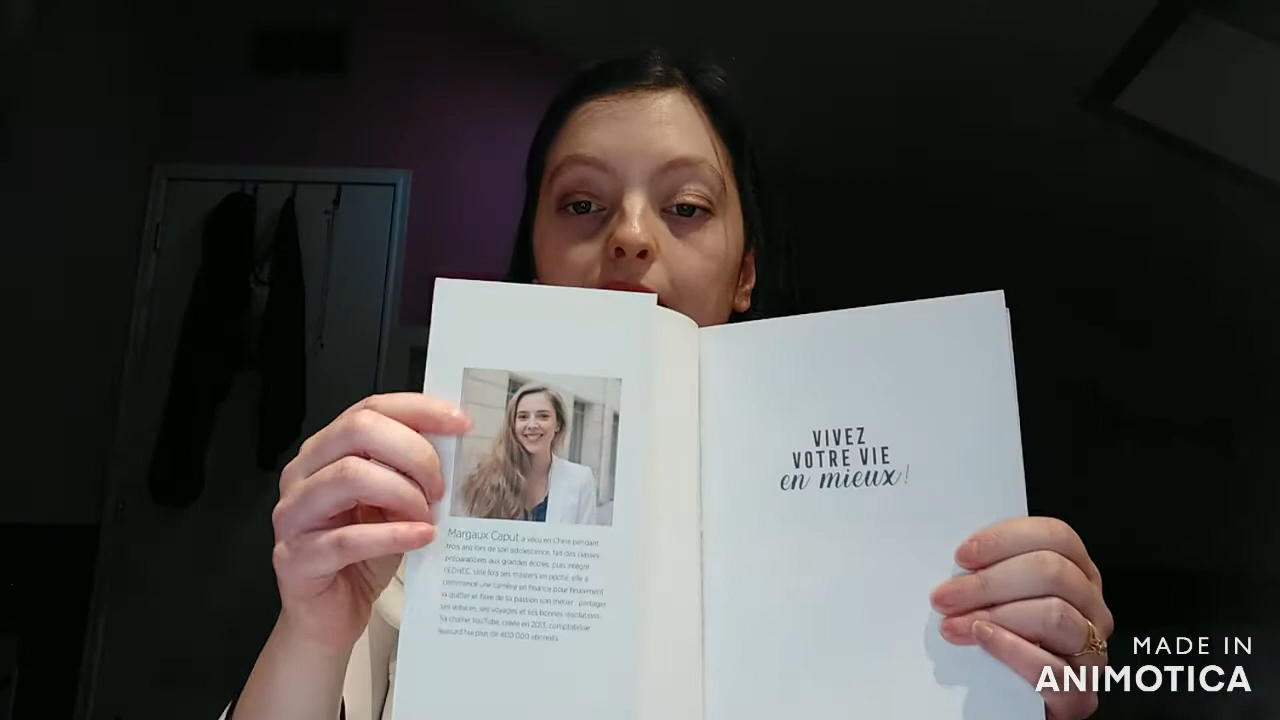 Margaux Caput a vécu en Chine pendant
trois ans lors de son adolescence, fait des classes
préparatoires aux grandes écoles, puis intégré
l'EDHEC. Une fois ses masters en poche, elle a
commencé une carrière en finance pour finalement
la quitter et faire de sa passion son métier : partager
ses astuces, ses voyages et ses bonnes résolutions.
Sa chaîne YouTube, créée en 2013, comptabilise
aujourd'hui plus de 400 000 abonnés.
VIVEZ
VOTRE VIE
en mieux !
MADE IN
ANIMOTICA